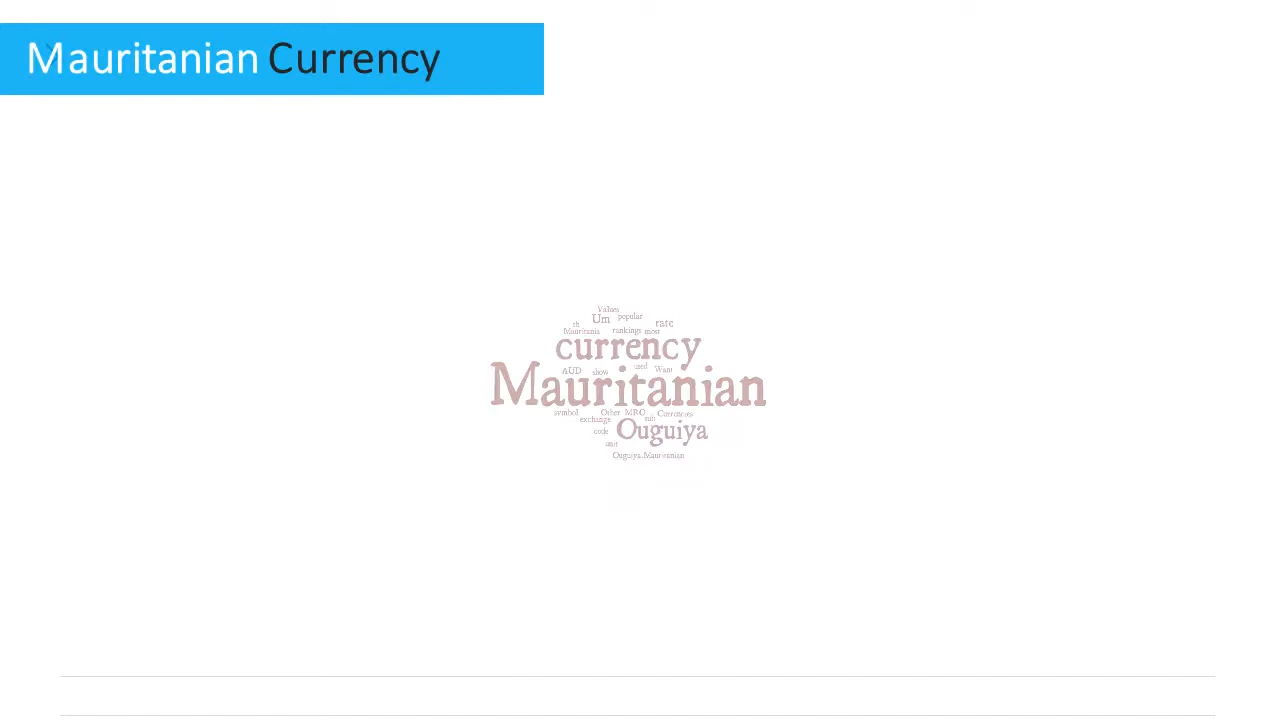 Mauritanian Currency
Values
Um popular
th rate
Mauritania rankings most
currency
AUD show used Want
Mauritanian
symbol Other MRO Currencies
exchange
code Ouguiya
unit
Ouguiya.Mauritanian